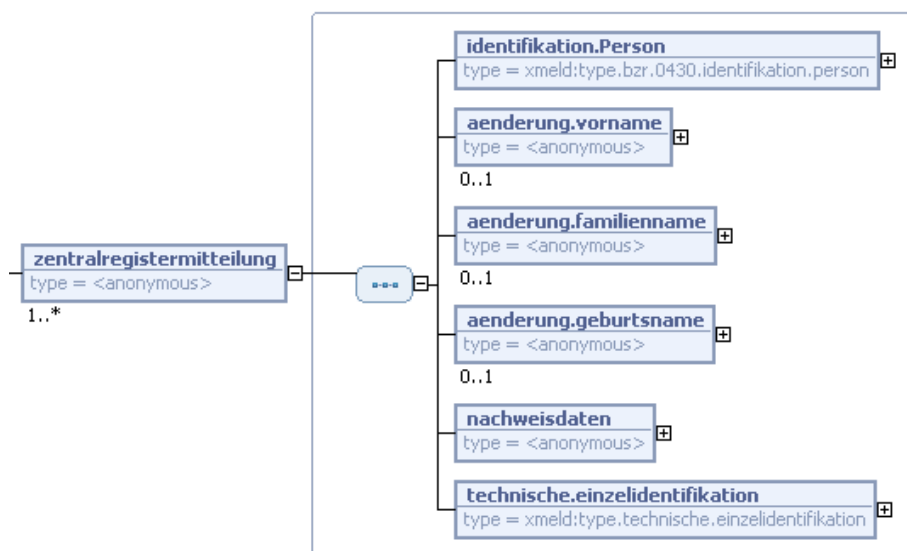 identifikation.Person
type = xmeld:type.bzr.0430.identifikation.person
aenderung.vorname
type = <anonymous>
0..1
aenderung.familienname
type = <anonymous>
0..1
zentralregistermitteilung
type = <anonymous>
1..*
aenderung.geburtsname
type = <anonymous>
0..1
nachweisdaten
type = <anonymous>
technische.einzelidentifikation
type = xmeld:type.technische.einzelidentifikation